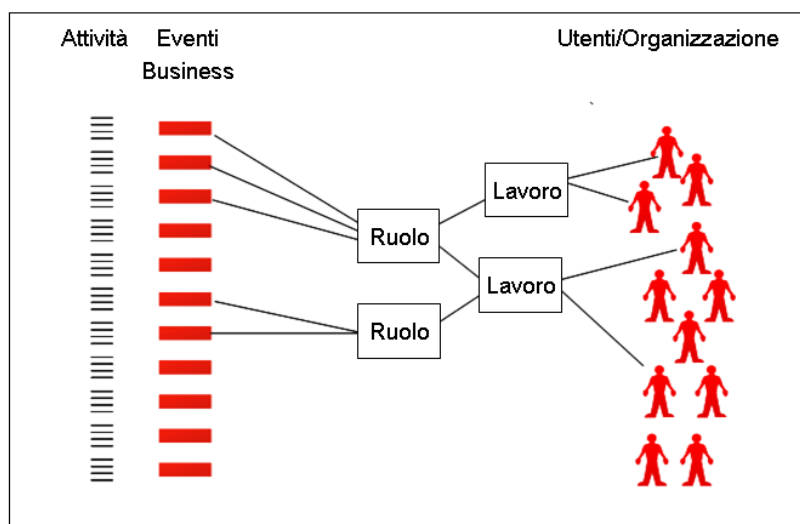 Attività
Eventi
Business
Utenti/Organizzazione
Lavoro
Ruolo
Lavoro
Ruolo